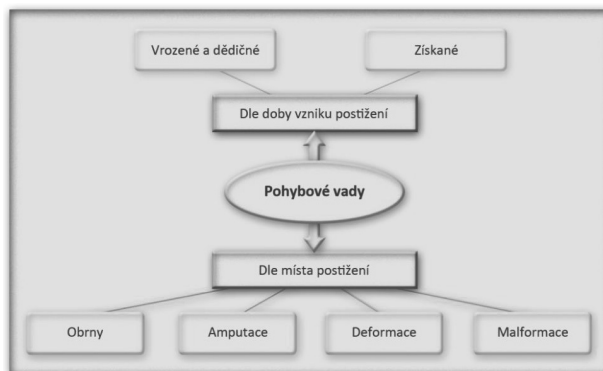 Vrozené a dědičné
Získané
Dle doby vzniku postižení
Pohybové vady
Dle místa postižení
Obrny
Amputace
Deformace
Malformace